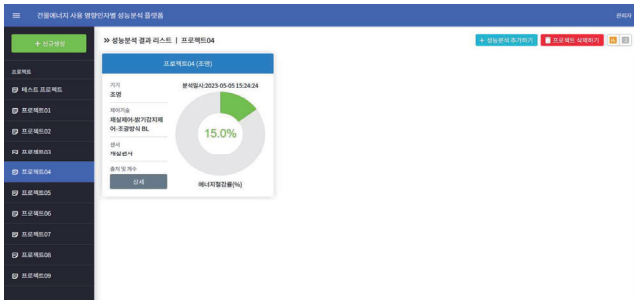 건물에너지 사용 영향인자별 성능분석 플랫폼
관리자
+ 신규생성
프로젝트
테스트 프로젝트
프로젝트01
프로젝트02
프로젝트03
프로젝트04
프로젝트05
프로젝트06
프로젝트07
프로젝트08
프로젝트09
» 성능분석 결과 리스트 | 프로젝트04
+ 성능분석 추가하기
프로젝트 삭제하기
프로젝트04 (조명)
기기
조명
제어기술
재실제어-밝기감지제
어-조광방식 BL
센서
재실센서
출처 및 계수
상세
분석일시:2023-05-05 15:24:24
15.0%
에너지절감률(%)